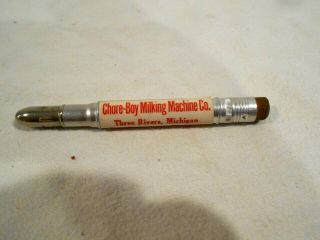 Chore-Boy Milking Machine Co.
Three Rivers, Michigan